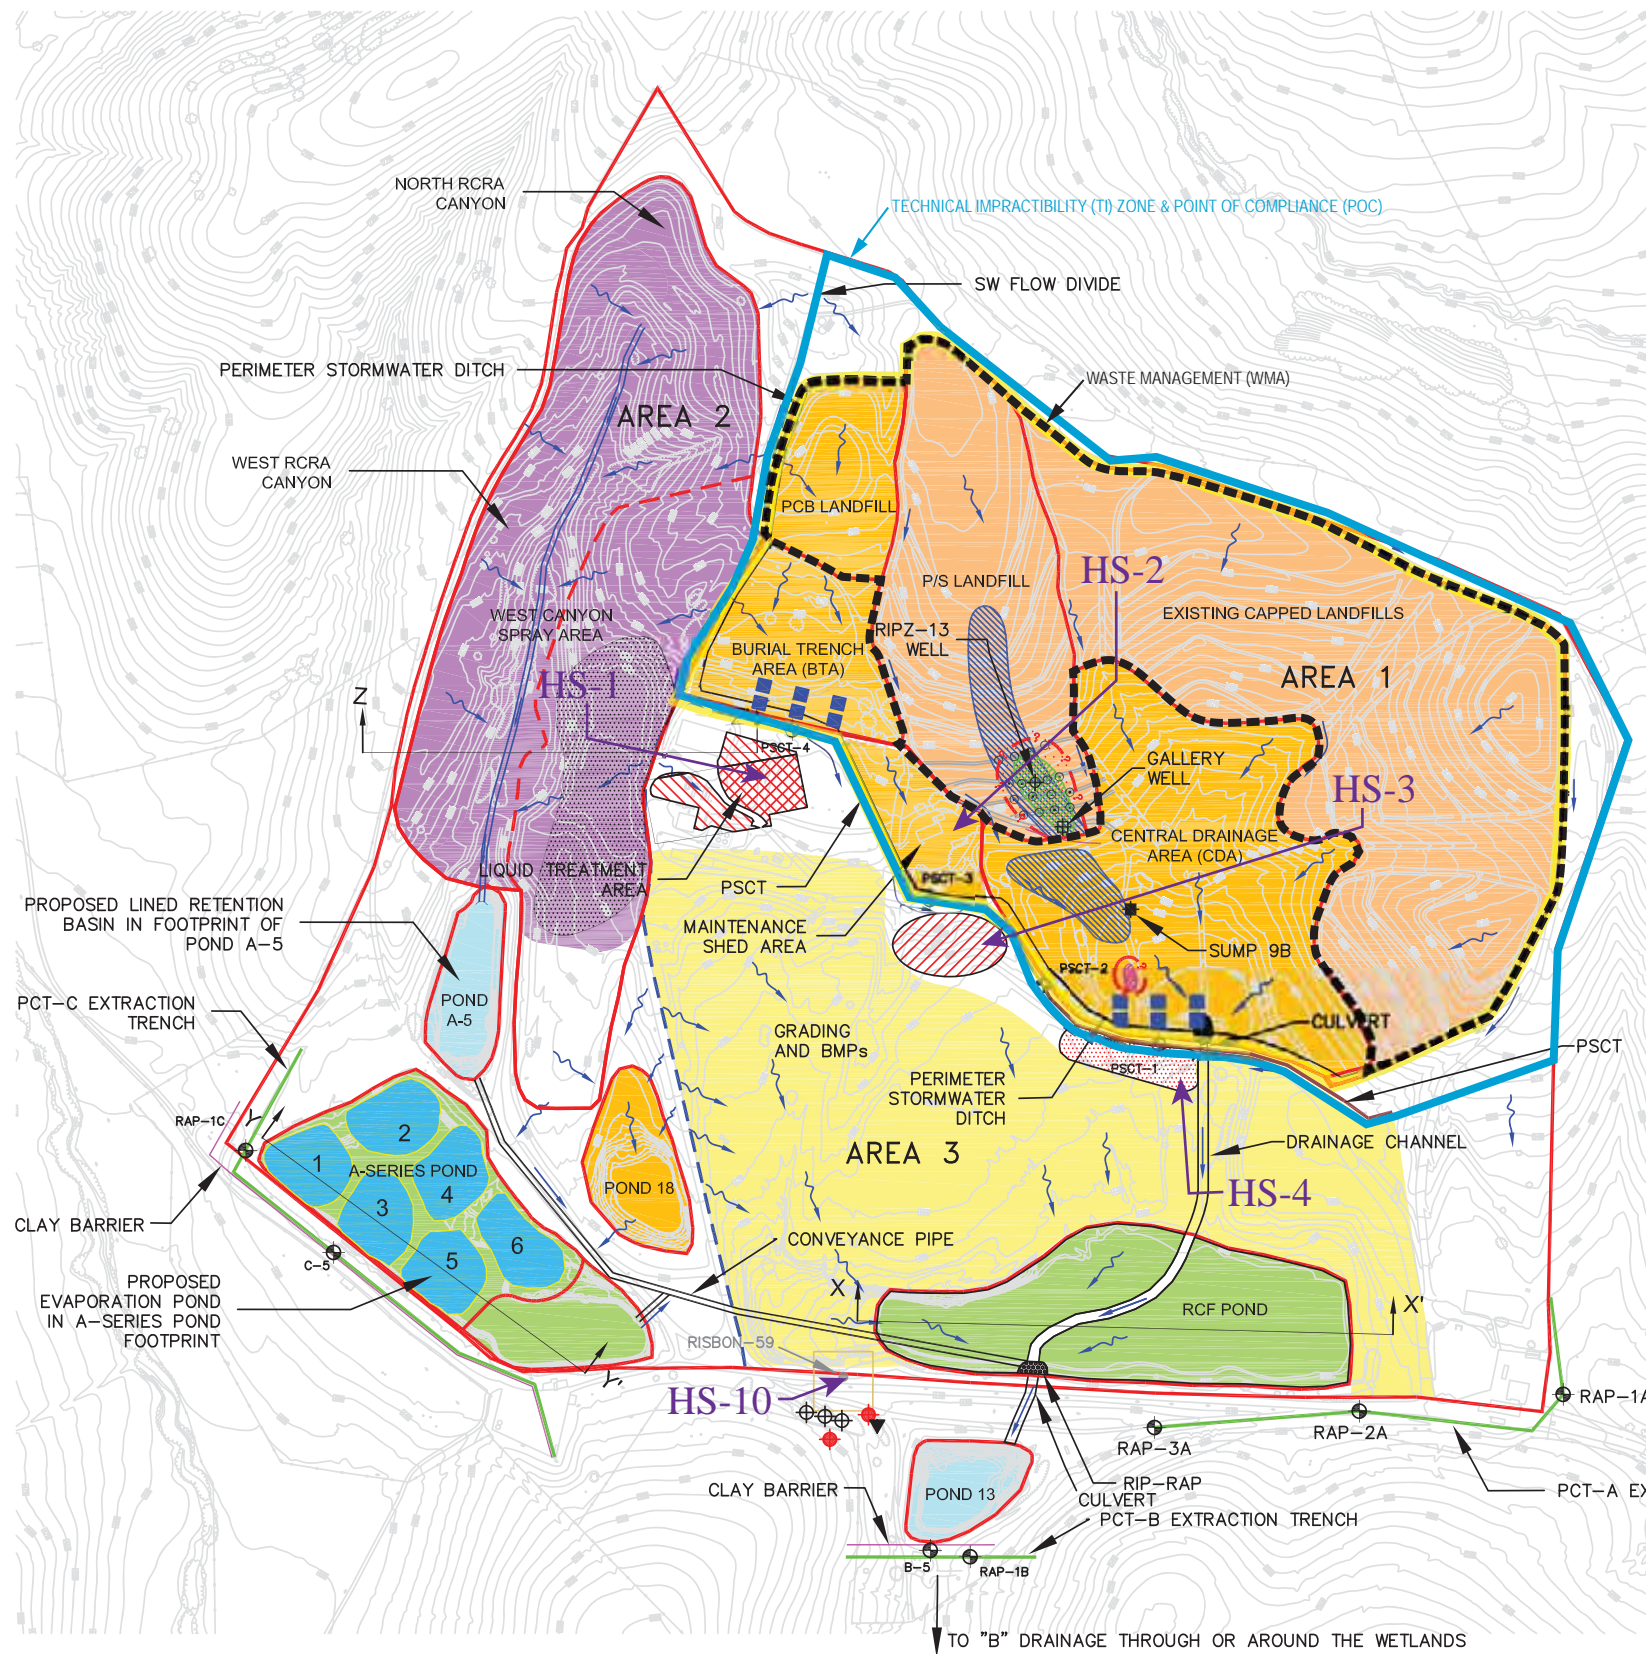 NORTH RCRA
CANYON
TECHNICAL IMPRACTIBILITY (TI) ZONE & POINT OF COMPLIANCE (POC)
SW FLOW DIVIDE
PERIMETER STORMWATER DITCH
WASTE MANAGEMENT (WMA)
AREA 2
WEST RCRA
CANYON
PCB LANDFILL
P/S LANDFILL
HS-2
EXISTING CAPPED LANDFILLS
WEST CANYON
SPRAY AREA
RIPZ-13
WELL
BURIAL TRENCH
AREA (BTA)
AREA 1
HS-1
Z
PSCT-4
GALLERY
WELL
HS-3
CENTRAL DRAINAGE
AREA (CDA)
LIQUID TREATMENT
AREA
PSCT
PSCT-3
PROPOSED LINED RETENTION
BASIN IN FOOTPRINT OF
POND A-5
MAINTENANCE
SHED AREA
SUMP 9B
PSCT-2
POND
A-5
PCT-C EXTRACTION
TRENCH
GRADING
AND BMPs
CULVERT
PSCT
PERIMETER
STORMWATER
DITCH
PSCT-1
RAP-1C
Y
2
1
A-SERIES POND
4
3
AREA 3
DRAINAGE CHANNEL
POND 18
HS-4
CLAY BARRIER
C-5
6
5
CONVEYANCE PIPE
PROPOSED
EVAPORATION POND
IN A-SERIES POND
FOOTPRINT
X
RCF POND
X'
RISBON-59
Y'
HS-10
RAP-1A
RAP-3A
RAP-2A
CLAY BARRIER
POND 13
RIP-RAP
CULVERT
PCT-A EX
PCT-B EXTRACTION TRENCH
B-5
RAP-1B
TO "B" DRAINAGE THROUGH OR AROUND THE WETLANDS